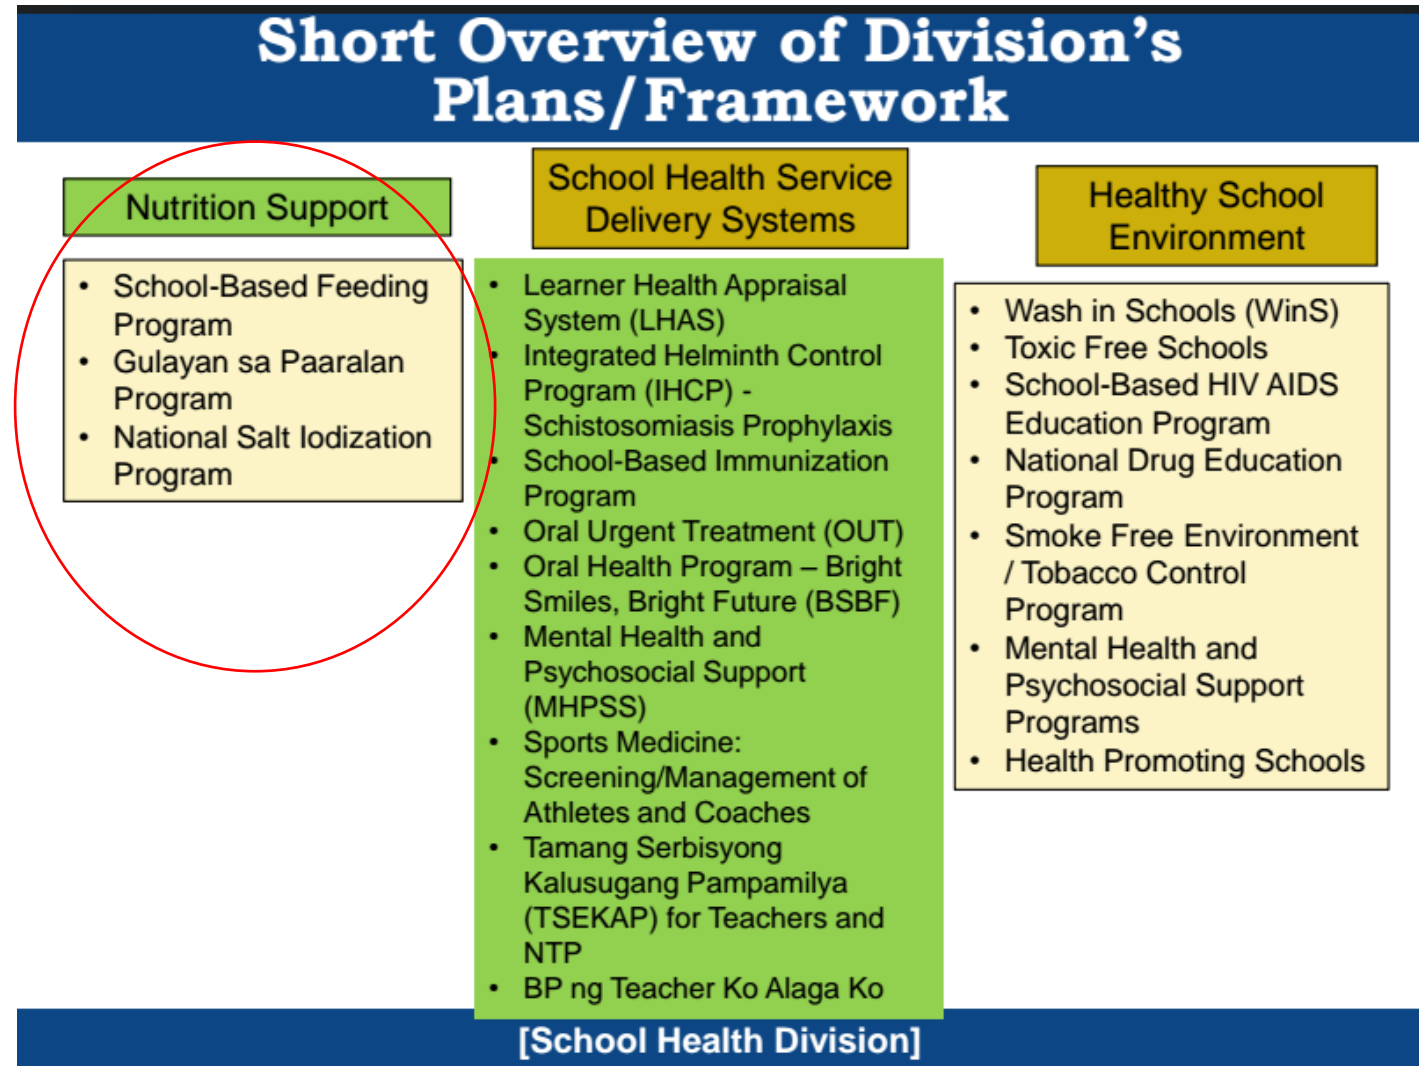 Short Overview of Division's
Plans/Framework
Nutrition Support
• School-Based Feeding
Program
• Gulayan sa Paaralan
Program
• National Salt Iodization
Program
School Health Service
Delivery Systems
• Learner Health Appraisal
System (LHAS)
• Integrated Helminth Control
Program (IHCP) -
Schistosomiasis Prophylaxis
• School-Based Immunization
Program
• Oral Urgent Treatment (OUT)
• Oral Health Program – Bright
Smiles, Bright Future (BSBF)
• Mental Health and
Psychosocial Support
(MHPSS)
• Sports Medicine:
Screening/Management of
Athletes and Coaches
• Tamang Serbisyong
Kalusugang Pampamilya
(TSEKAP) for Teachers and
NTP
• BP ng Teacher Ko Alaga Ko
Healthy School
Environment
• Wash in Schools (WinS)
• Toxic Free Schools
• School-Based HIV AIDS
Education Program
• National Drug Education
Program
• Smoke Free Environment
/ Tobacco Control
Program
• Mental Health and
Psychosocial Support
Programs
• Health Promoting Schools
[School Health Division]